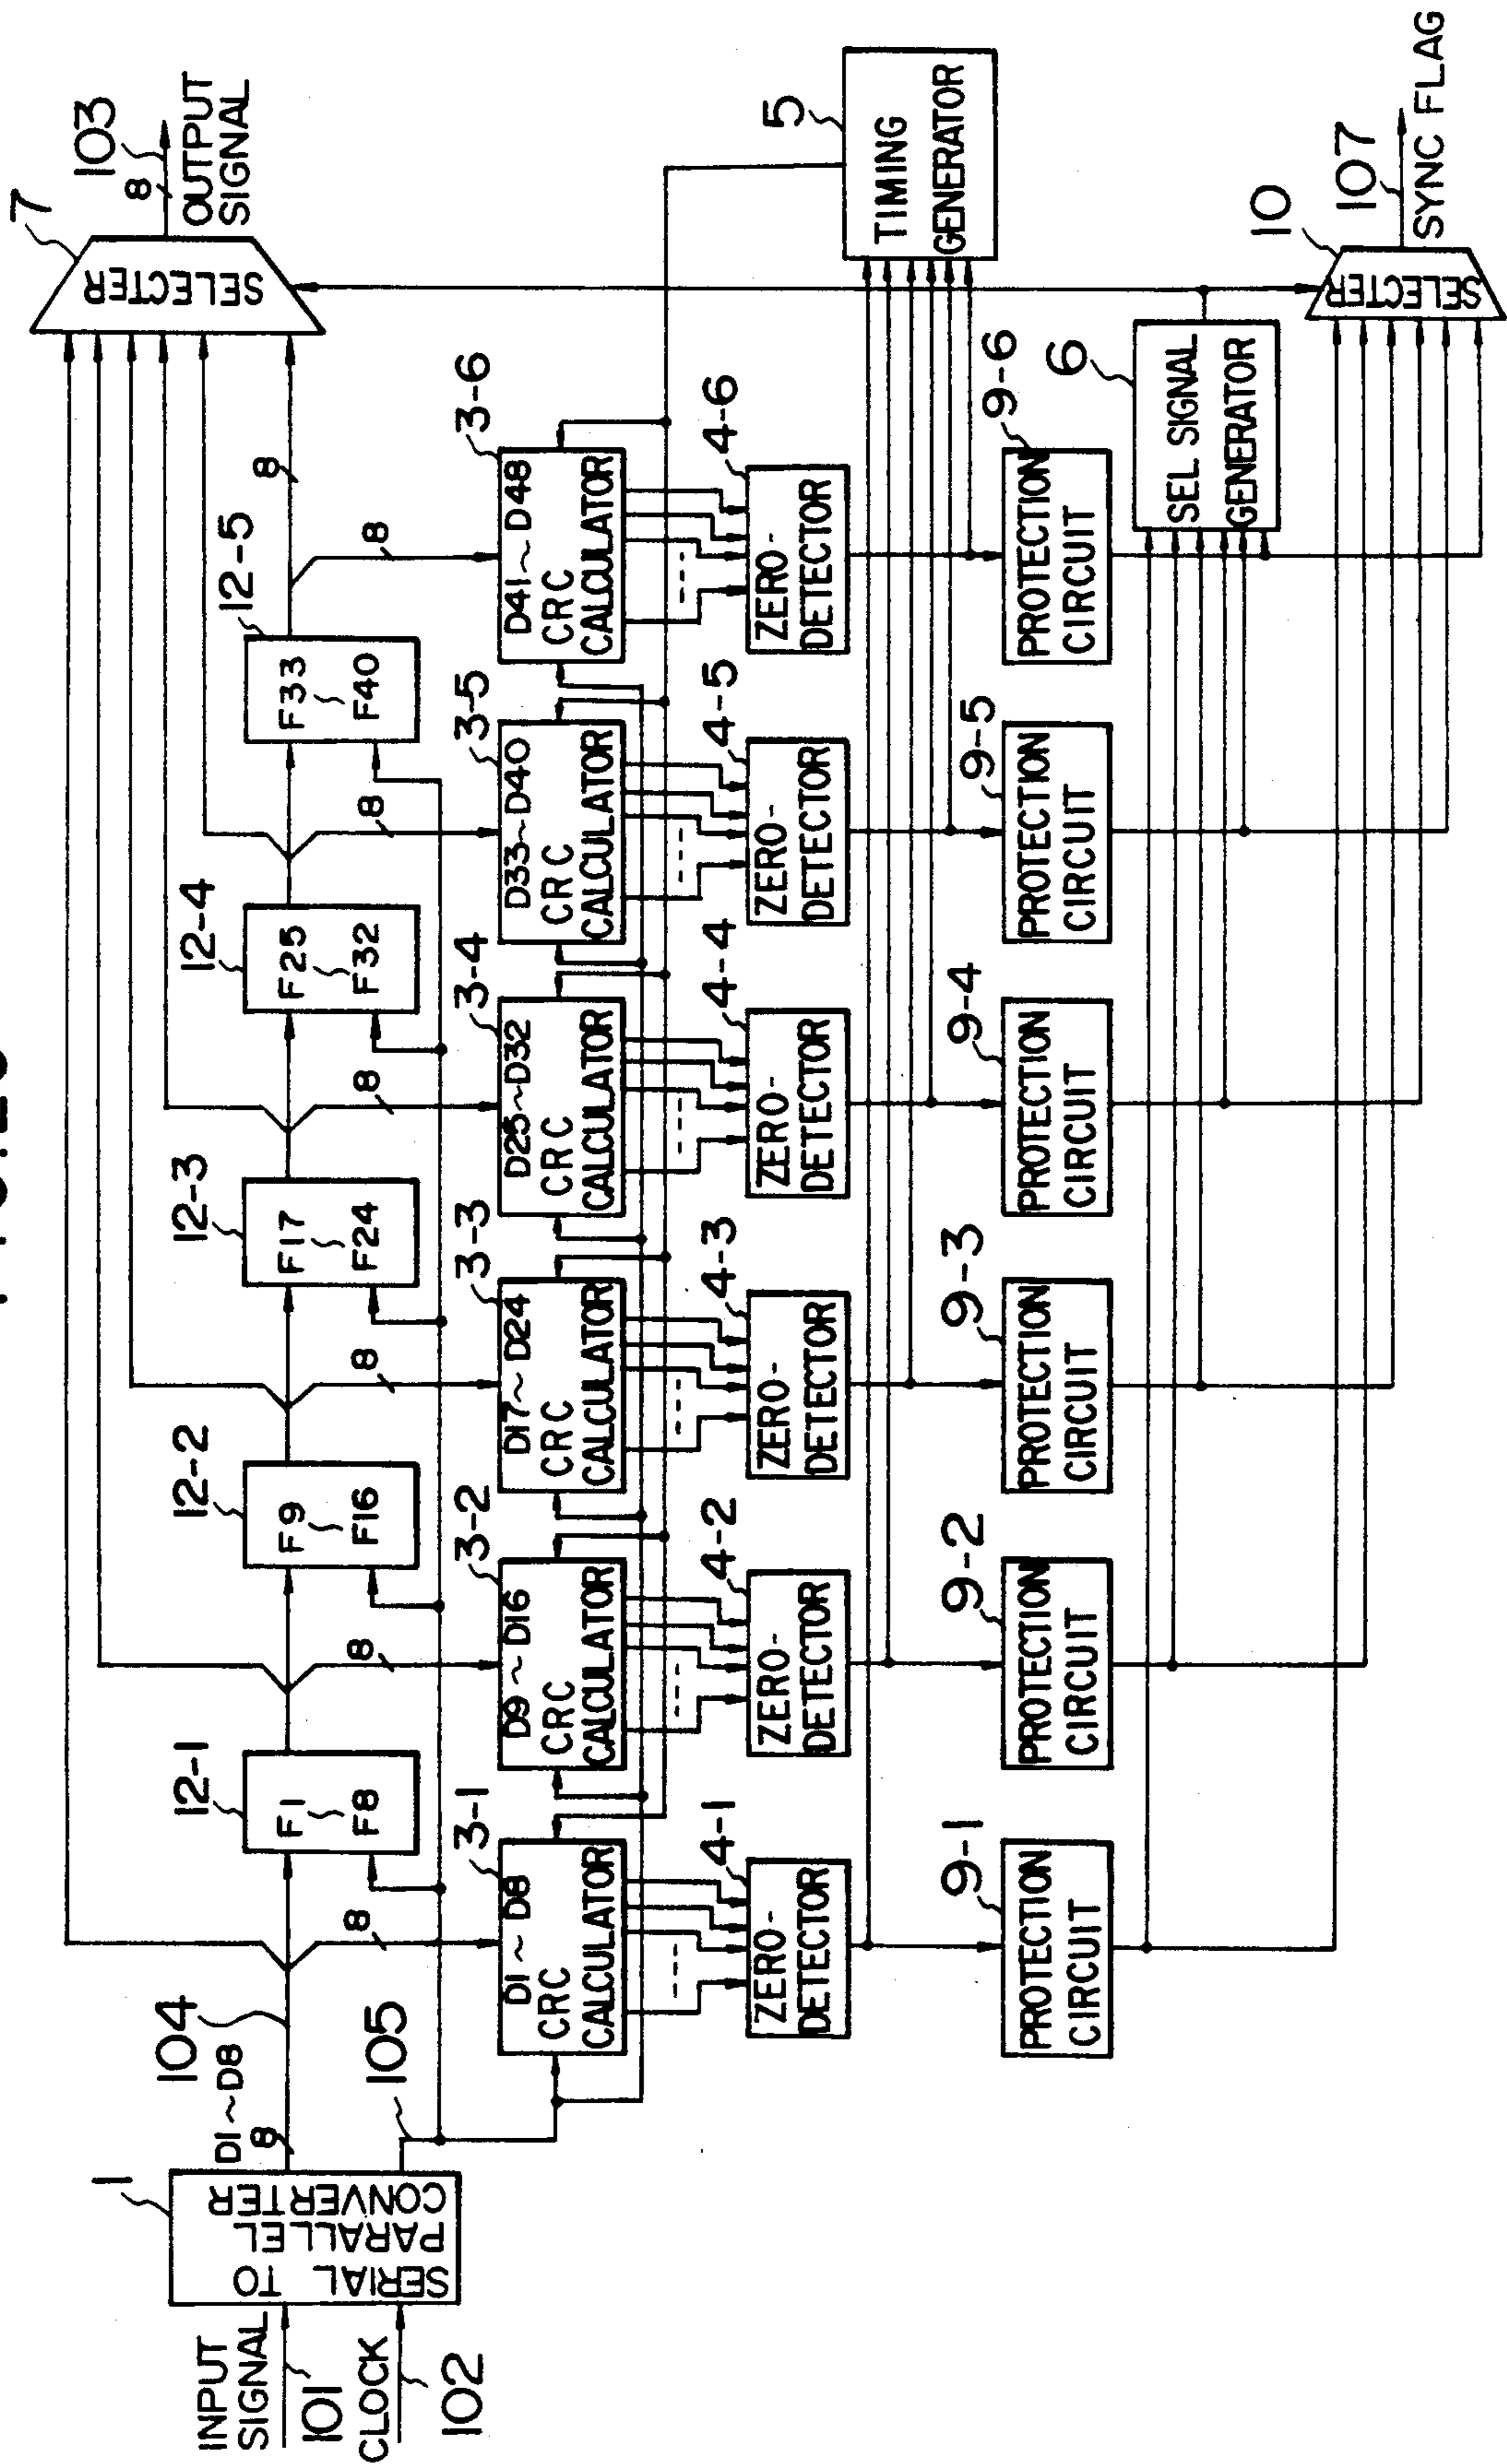 7
SELECTER
8
103
OUTPUT
SIGNAL
1
SERIAL TO
PARALLEL
CONVERTER
INPUT
SIGNAL
101
CLOCK
102
D1~D8
8
104
105
12-1
F1
F8
12-2
F9
F16
12-3
F17
F24
12-4
F25
F32
12-5
F33
F40
8
8
8
8
8
8
8
3-1
D1~D8
CRC
CALCULATOR
3-2
D9~D16
CRC
CALCULATOR
3-3
D17~D24
CRC
CALCULATOR
3-4
D25~D32
CRC
CALCULATOR
3-5
D33~D40
CRC
CALCULATOR
3-6
D41~D48
CRC
CALCULATOR
4-1
ZERO-
DETECTOR
4-2
ZERO-
DETECTOR
4-3
ZERO-
DETECTOR
4-4
ZERO-
DETECTOR
4-5
ZERO-
DETECTOR
4-6
ZERO-
DETECTOR
5
TIMING
GENERATOR
9-1
PROTECTION
CIRCUIT
9-2
PROTECTION
CIRCUIT
9-3
PROTECTION
CIRCUIT
9-4
PROTECTION
CIRCUIT
9-5
PROTECTION
CIRCUIT
9-6
PROTECTION
CIRCUIT
6
SEL SIGNAL
GENERATOR
10
SELECTER
107
SYNC FLAG